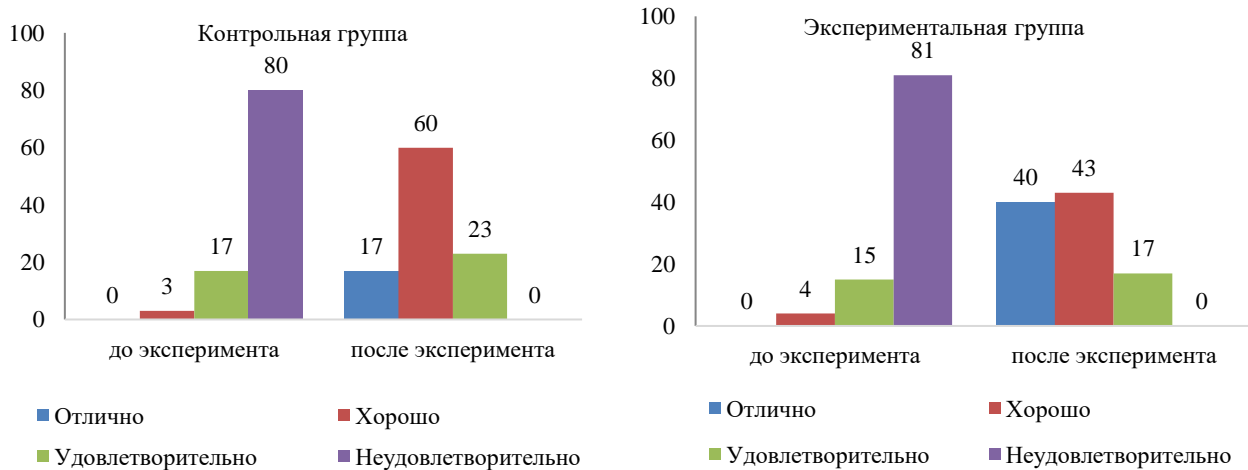 Контрольная группа
100
80
60
40
20
0
0
3
17
80
17
60
23
0
до эксперимента
после эксперимента
Отлично
Хорошо
Удовлетворительно
Неудовлетворительно
Экспериментальная группа
100
80
60
40
20
0
0
4
15
81
40
43
17
0
до эксперимента
после эксперимента
Отлично
Хорошо
Удовлетворительно
Неудовлетворительно